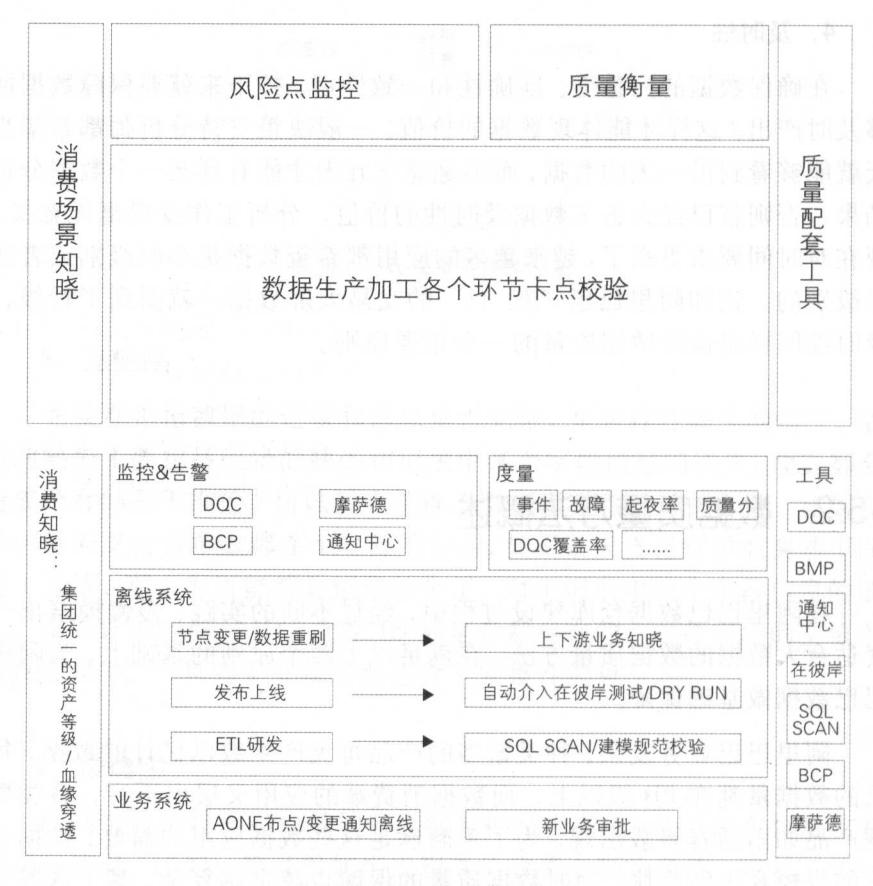 4. 及时性
消费场景知晓
风险点监控
质量衡量
数据生产加工各个环节卡点校验
质量配套工具
消费知晓…
集团统一的资产等级/血缘穿透
监控&告警
DQC
摩萨德
BCP
通知中心
度量
事件
故障
起夜率
质量分
DQC覆盖率
......
离线系统
节点变更/数据重刷
上下游业务知晓
发布上线
自动介入在彼岸测试/DRY RUN
ETL研发
SQL SCAN/建模规范校验
业务系统
AONE布点/变更通知离线
新业务审批
工具
DQC
BMP
通知
中心
在彼岸
SQL
SCAN
BCP
摩萨德